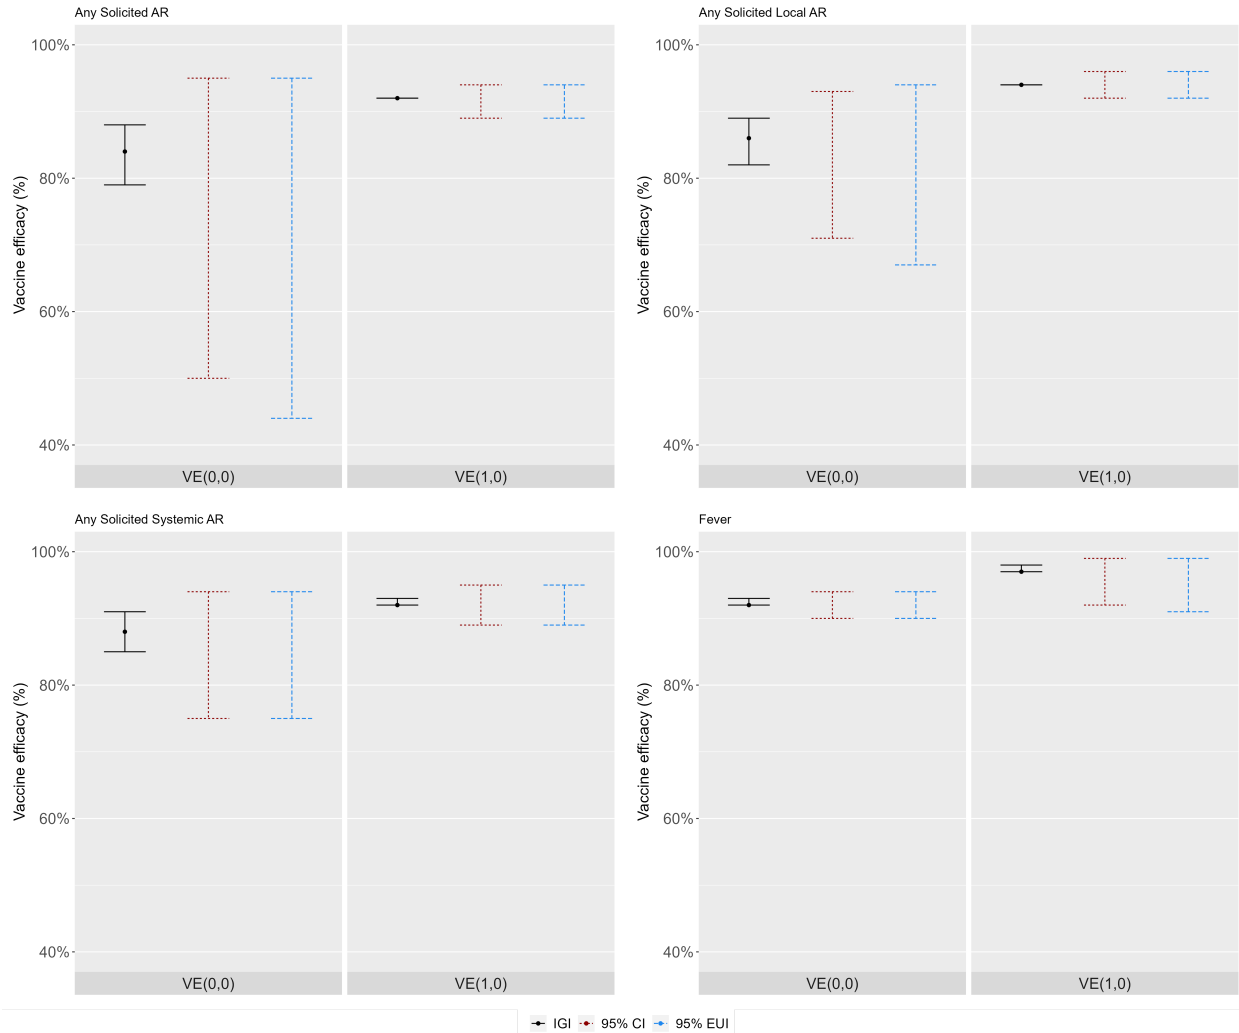 Any Solicited AR
Vaccine efficacy (%)
100%
80%
60%
40%
VE(0,0)
VE(1,0)
Any Solicited Local AR
Vaccine efficacy (%)
100%
80%
60%
40%
VE(0,0)
VE(1,0)
Any Solicited Systemic AR
Vaccine efficacy (%)
100%
80%
60%
40%
VE(0,0)
VE(1,0)
Fever
Vaccine efficacy (%)
100%
80%
60%
40%
VE(0,0)
VE(1,0)
IGI 95% CI 95% EUI